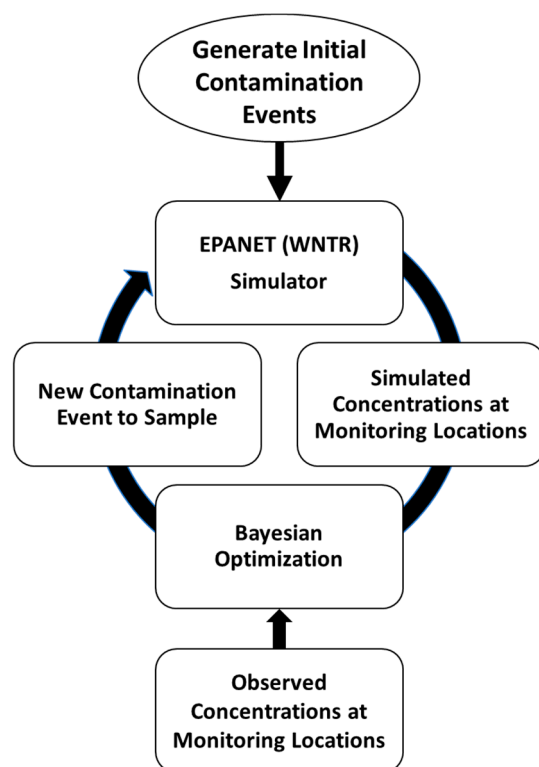 Generate Initial
Contamination
Events
EPANET (WNTR)
Simulator
New Contamination
Event to Sample
Simulated
Concentrations at
Monitoring Locations
Bayesian
Optimization
Observed
Concentrations at
Monitoring Locations